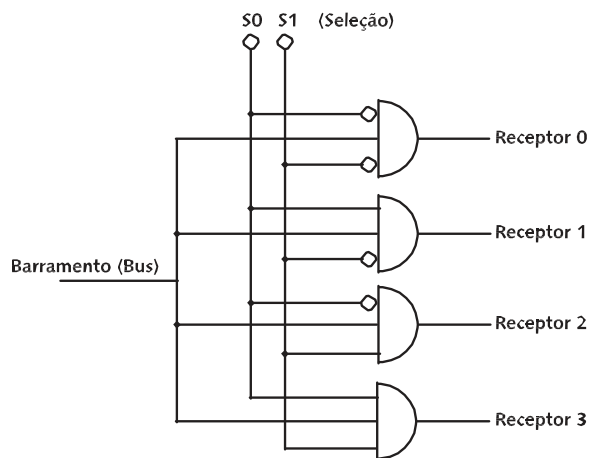 S0 S1 (Seleção)
Receptor 0
Receptor 1
Barramento (Bus)
Receptor 2
Receptor 3